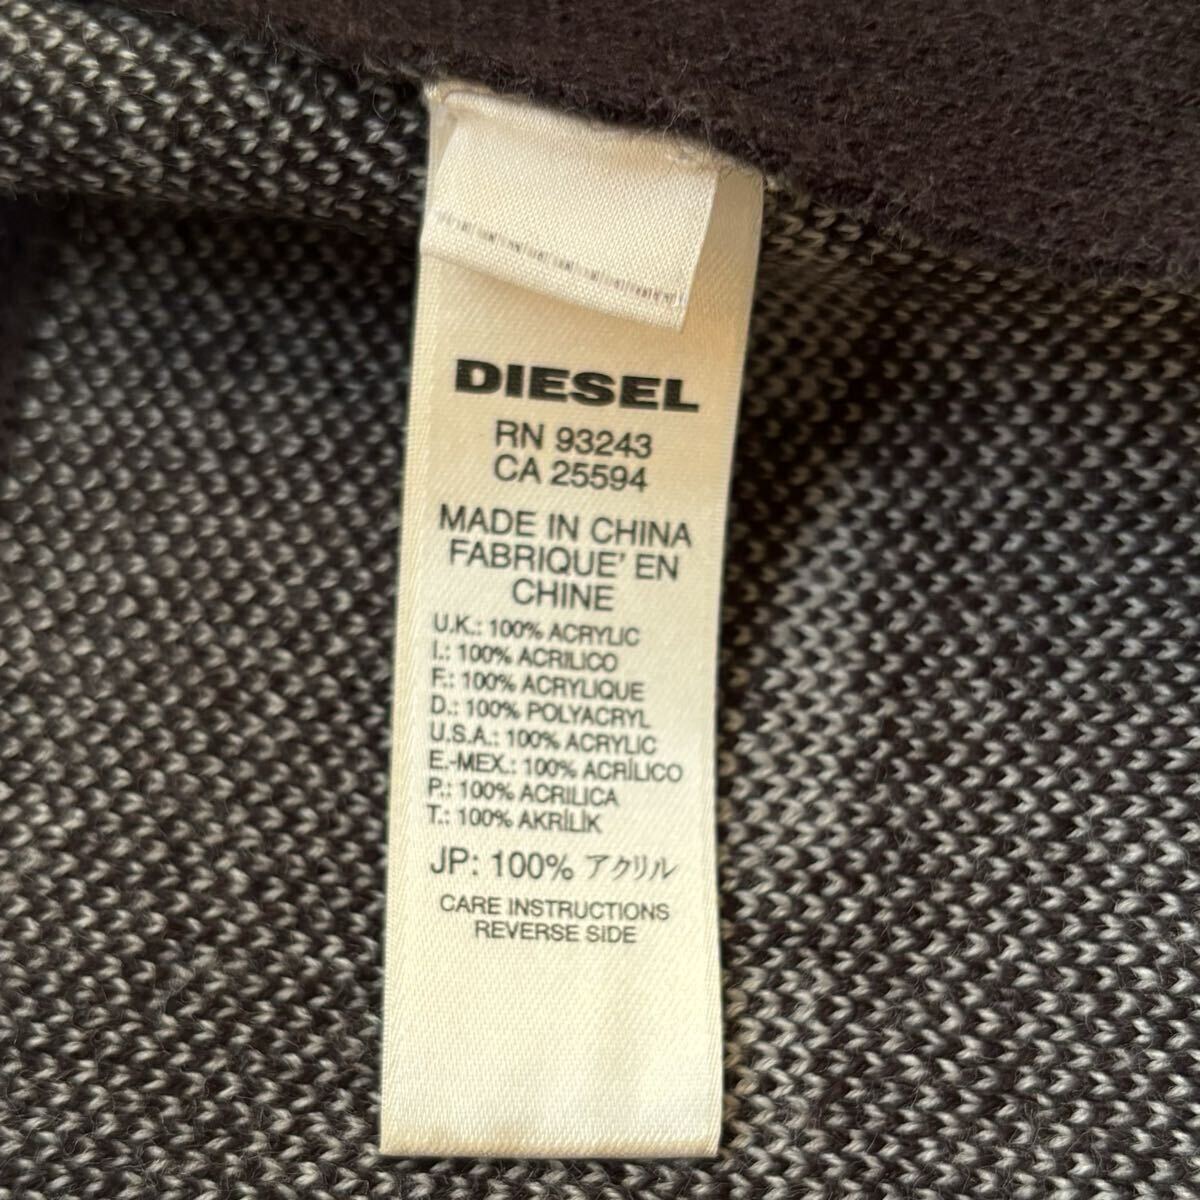 DIESEL
RN 93243
CA 25594
MADE IN CHINA
FABRIQUE' EN
CHINE
U.K.: 100% ACRYLIC
I.: 100% ACRILICO
F.: 100% ACRYLIQUE
D.: 100% POLYACRYL
U.S.A.: 100% ACRYLIC
E.-MEX.: 100% ACRÍLICO
P.: 100% ACRILICA
T.: 100% AKRİLİK
JP: 100% アクリル
CARE INSTRUCTIONS
REVERSE SIDE